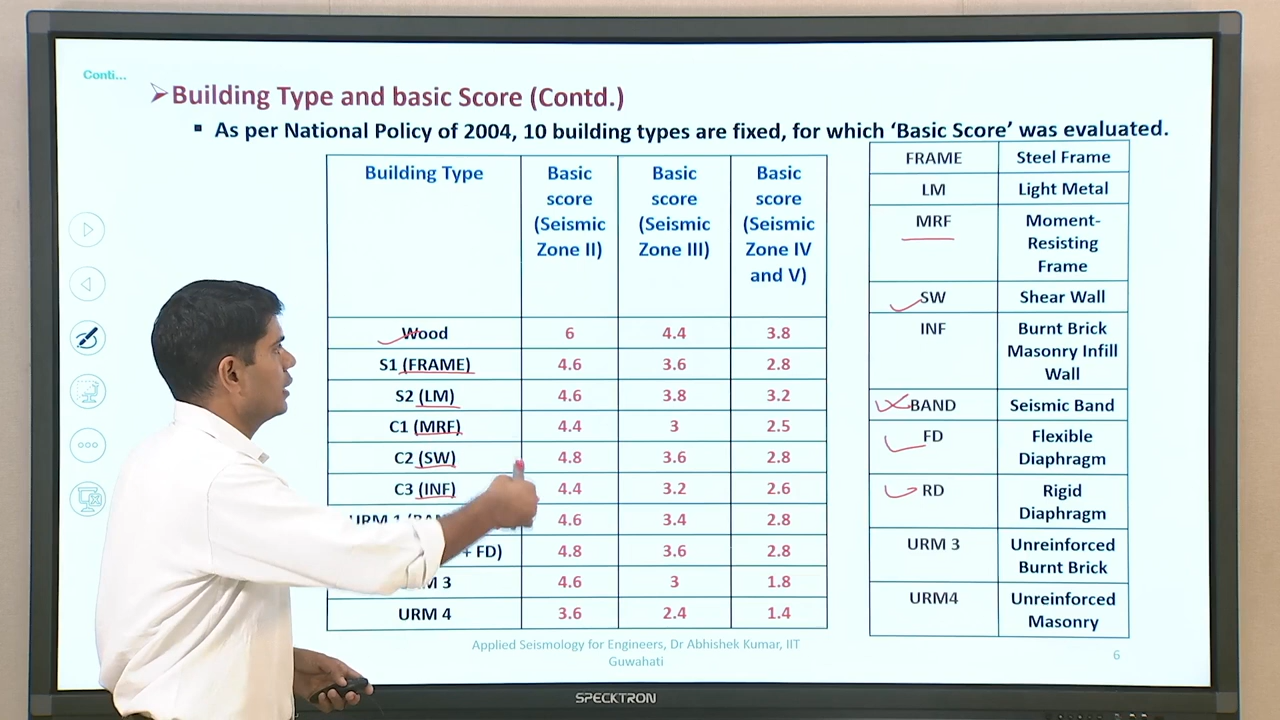 Conti...
Building Type and basic Score (Contd.)
As per National Policy of 2004, 10 building types are fixed, for which ‘Basic Score’ was evaluated.
Building Type Basic score (Seismic Zone II) Basic score (Seismic Zone III) Basic score (Seismic Zone IV and V)
Wood 6 4.4 3.8
S1 (FRAME) 4.6 3.6 2.8
S2 (LM) 4.6 3.8 3.2
C1 (MRF) 4.4 3 2.5
C2 (SW) 4.8 3.6 2.8
C3 (INF) 4.4 3.2 2.6
URM 1 4.6 3.4 2.8
+ FD) 4.8 3.6 2.8
3 4.6 3 1.8
URM 4 3.6 2.4 1.4
FRAME Steel Frame
LM Light Metal
MRF Moment-
Resisting
Frame
SW Shear Wall
INF Burnt Brick
Masonry Infill
Wall
BAND Seismic Band
FD Flexible
Diaphragm
RD Rigid
Diaphragm
URM 3 Unreinforced
Burnt Brick
URM4 Unreinforced
Masonry
Applied Seismology for Engineers, Dr Abhishek Kumar, IIT
Guwahati
6
SPECKTRON